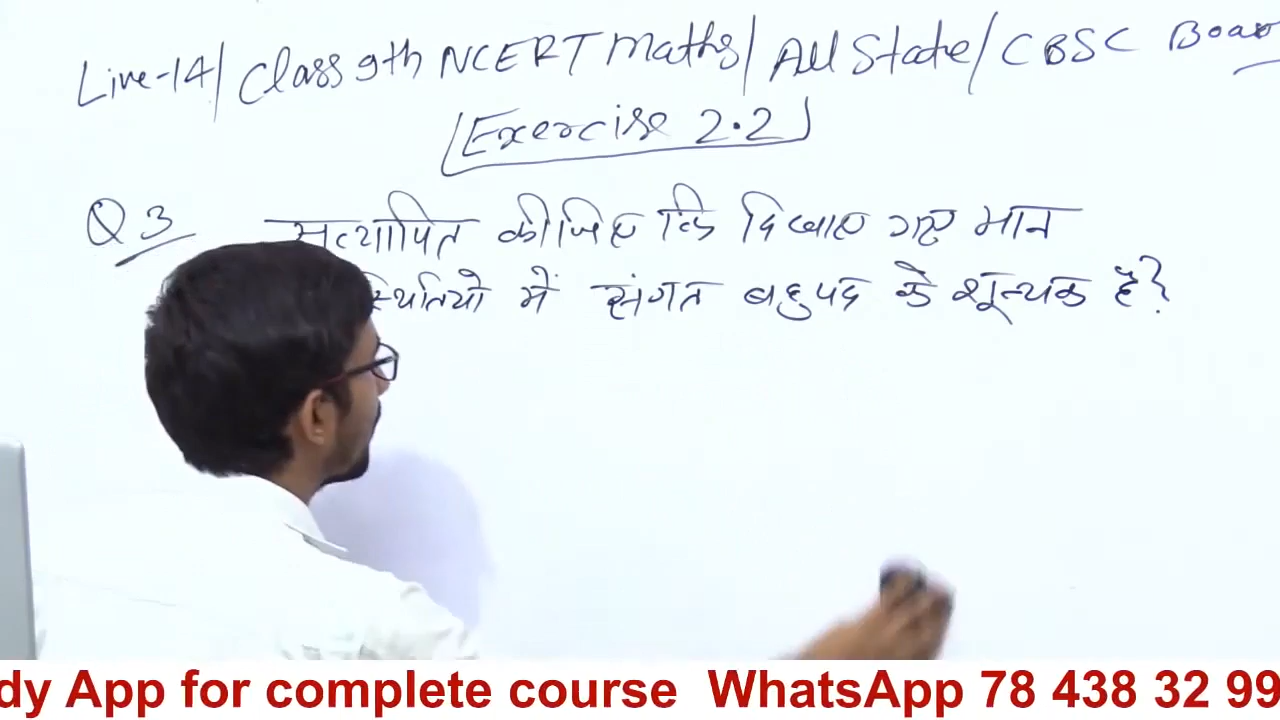 Live-14/ Class 9th NCERT Maths/ All State/ CBSC Boar
Exercise 2.2
Q 3 सत्यापित कीजिए कि दिखाए गए मान
स्थितियो में संगत बहुपद के शून्यक है?
dy App for complete course WhatsApp 78 438 32 99